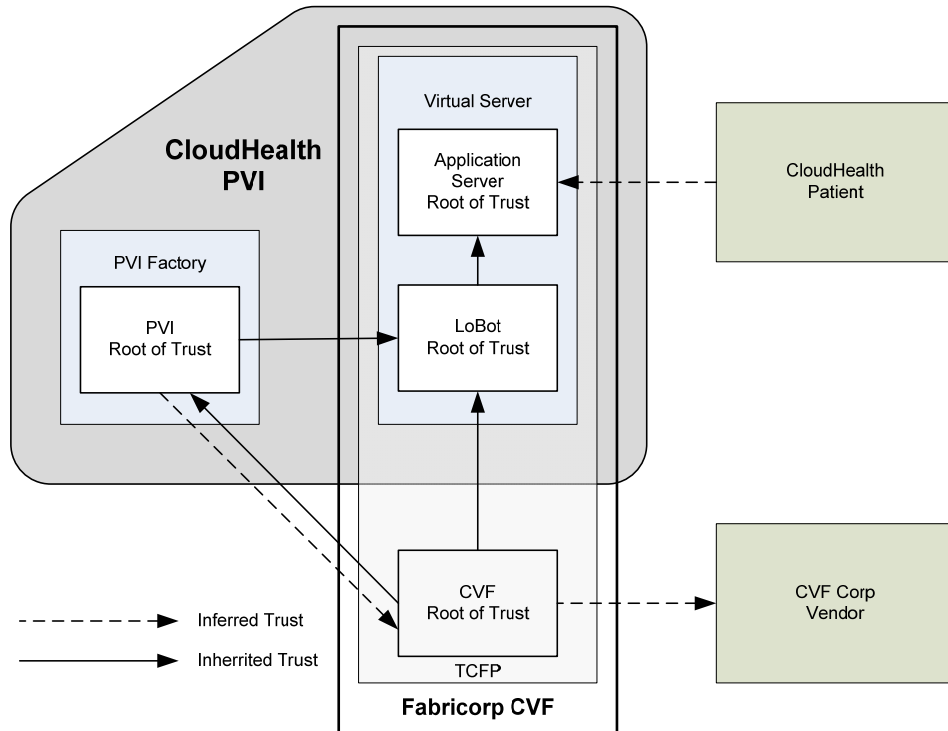 CloudHealth
PVI
Virtual Server
Application
Server
Root of Trust
CloudHealth
Patient
PVI Factory
PVI
Root of Trust
LoBot
Root of Trust
CVF
Root of Trust
TCFP
Fabricorp CVF
CVF Corp
Vendor
Inferred Trust
Inherrited Trust